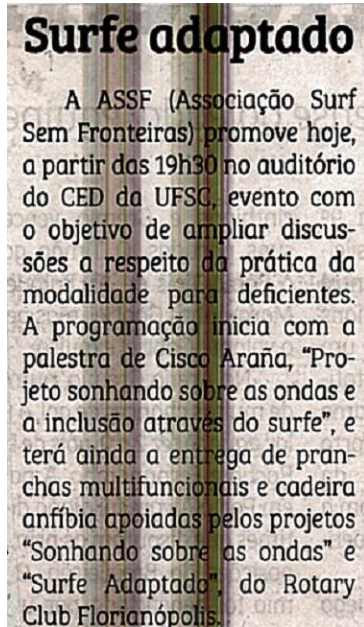 Surfe adaptado
A ASSF (Associação Surf
Sem Fronteiras) promove hoje,
a partir das 19h30 no auditório
do CED da UFSC, evento com
o objetivo de ampliar discus-
sões a respeito da prática da
modalidade para deficientes.
A programação inicia com a
palestra de Cisco Araña, “Pro-
jeto sonhando sobre as ondas e
a inclusão através do surfe”, e
terá ainda a entrega de pran-
chas multifuncionais e cadeira
anfíbia apoiadas pelos projetos
“Sonhando sobre as ondas” e
“Surfe Adaptado”, do Rotary
Club Florianópolis.